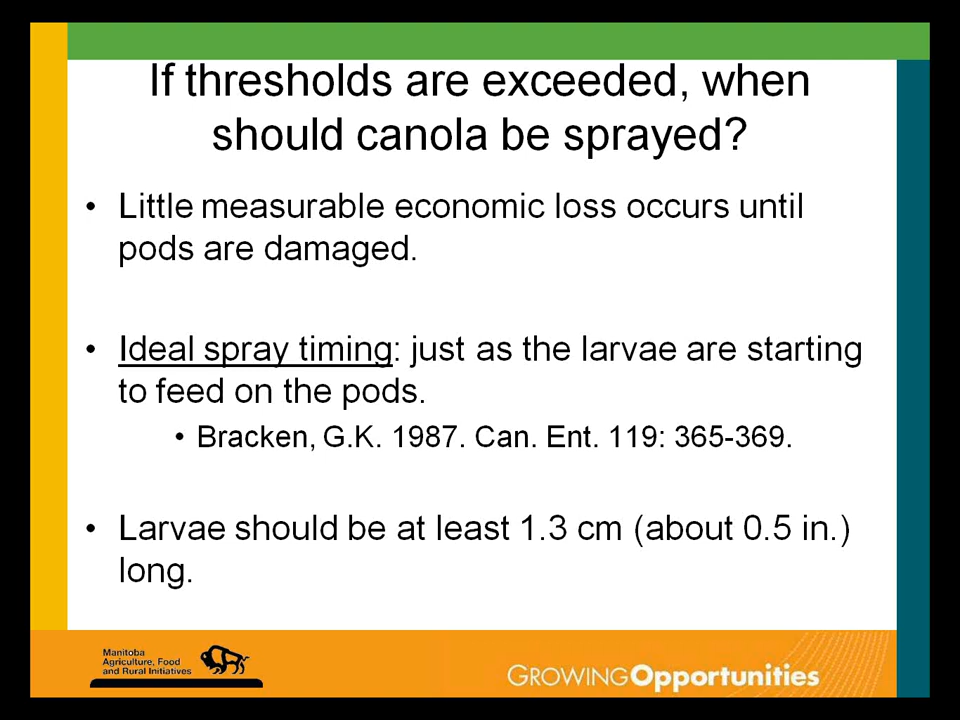 If thresholds are exceeded, when
should canola be sprayed?
• Little measurable economic loss occurs until
pods are damaged.
• Ideal spray timing: just as the larvae are starting
to feed on the pods.
• Bracken, G.K. 1987. Can. Ent. 119: 365-369.
• Larvae should be at least 1.3 cm (about 0.5 in.)
long.
Manitoba
Agriculture, Food
and Rural Initiatives
GROWING Opportunities